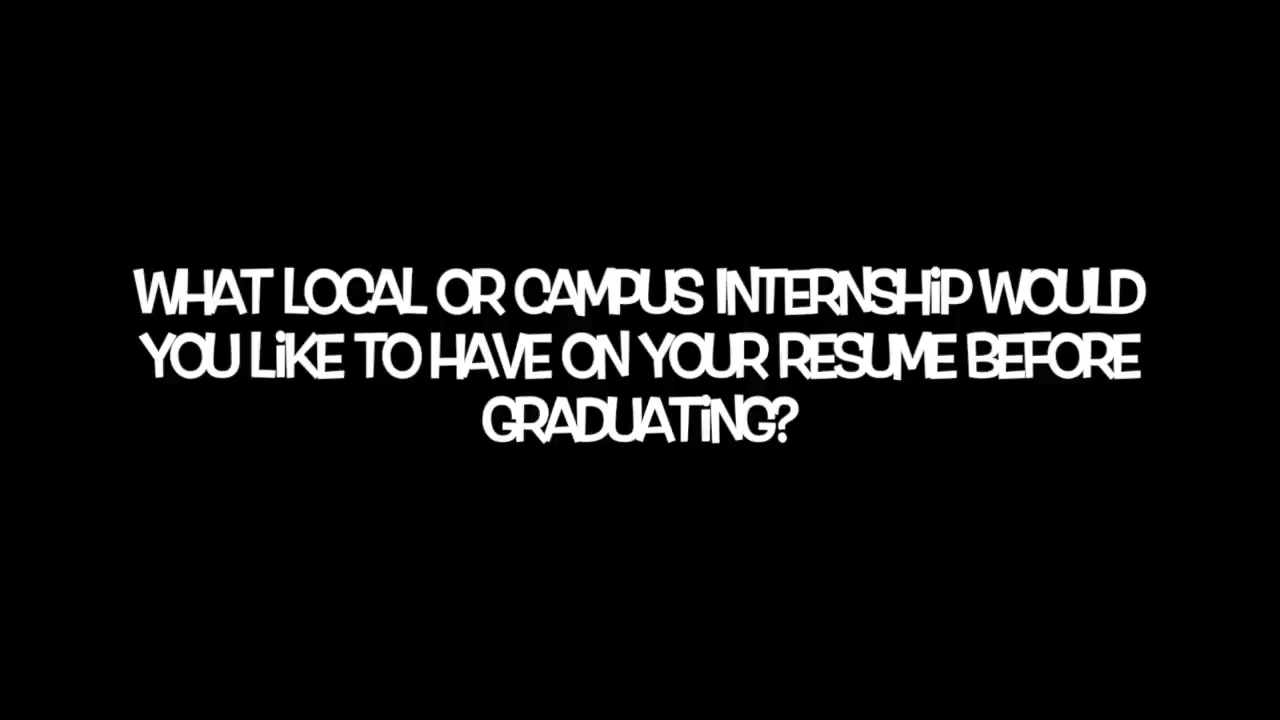 WHAT LOCAL OR CAMPUS INTERNSHiP WOULD
YOU LiKE TO HAVE ON YOUR RESUME BEFORE
GRADUATiNG?